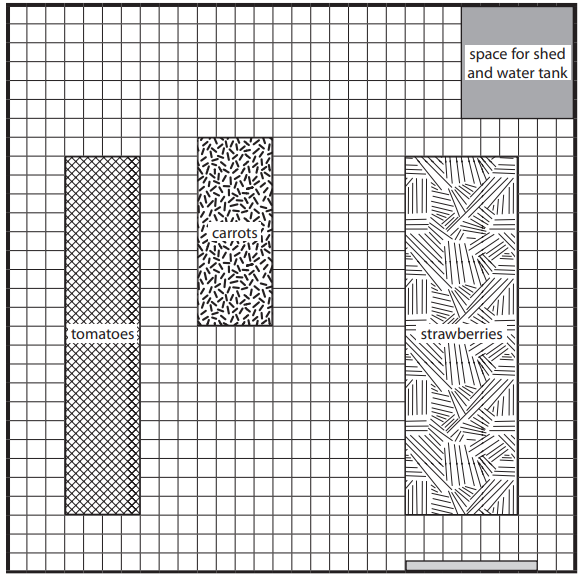 space for shed
and water tank
carrots
tomatoes
strawberries